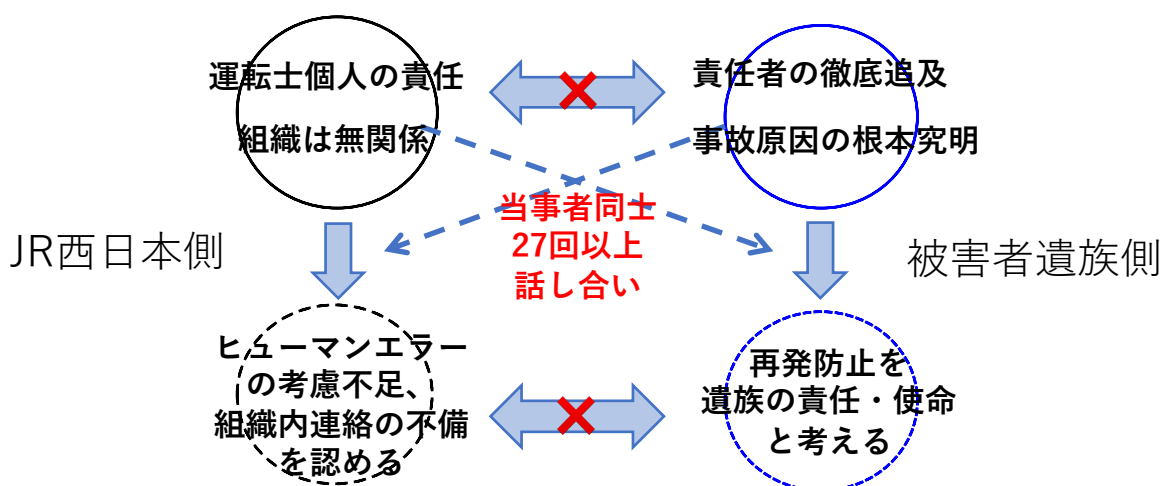 運転士個人の責任
組織は無関係
責任者の徹底追及
事故原因の根本究明
当事者同士
27回以上
話し合い
JR西日本側
被害者遺族側
ヒューマンエラー
の考慮不足、
組織内連絡の不備
を認める
再発防止を
遺族の責任・使命
と考える